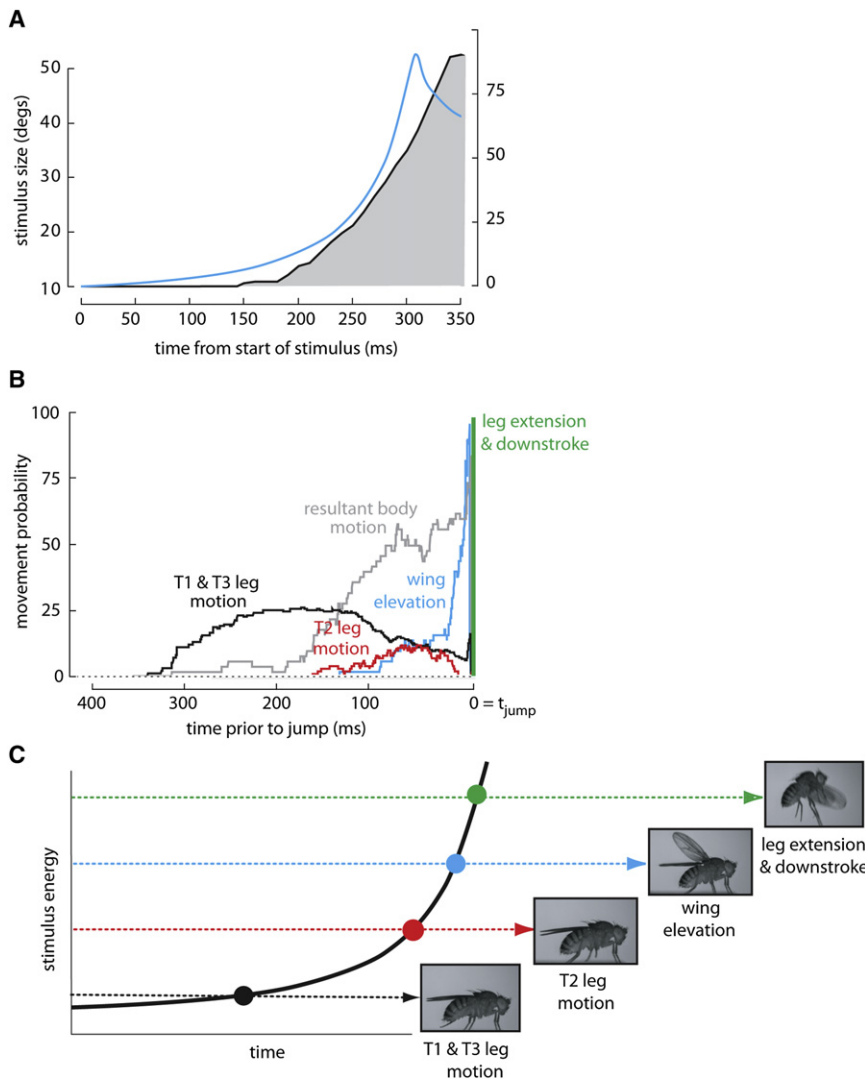 A
50
40
30
20
10
stimulus size (degs)
75
50
25
0
0 50 100 150 200 250 300 350
time from start of stimulus (ms)
B
100
75
50
25
0
movement probability
leg extension
& downstroke
resultant body
motion
wing
elevation
T1 & T3 leg
motion
T2 leg
motion
400 300 200 100 0 = tjump
time prior to jump (ms)
C
stimulus energy
leg extension
& downstroke
wing
elevation
T2 leg
motion
time
T1 & T3 leg
motion